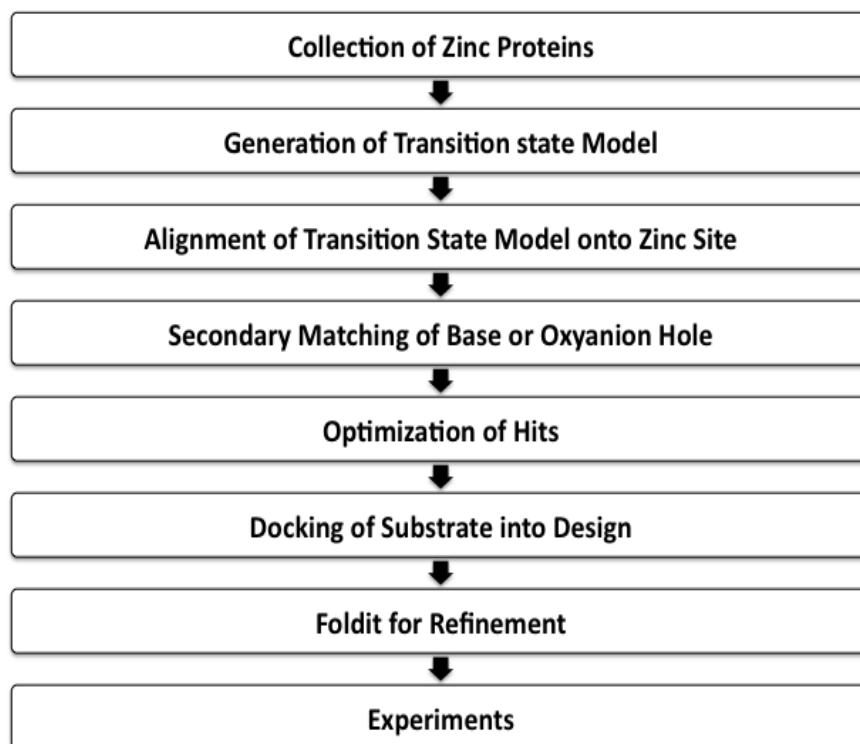 Collection of Zinc Proteins
Generation of Transition state Model
Alignment of Transition State Model onto Zinc Site
Secondary Matching of Base or Oxyanion Hole
Optimization of Hits
Docking of Substrate into Design
Foldit for Refinement
Experiments